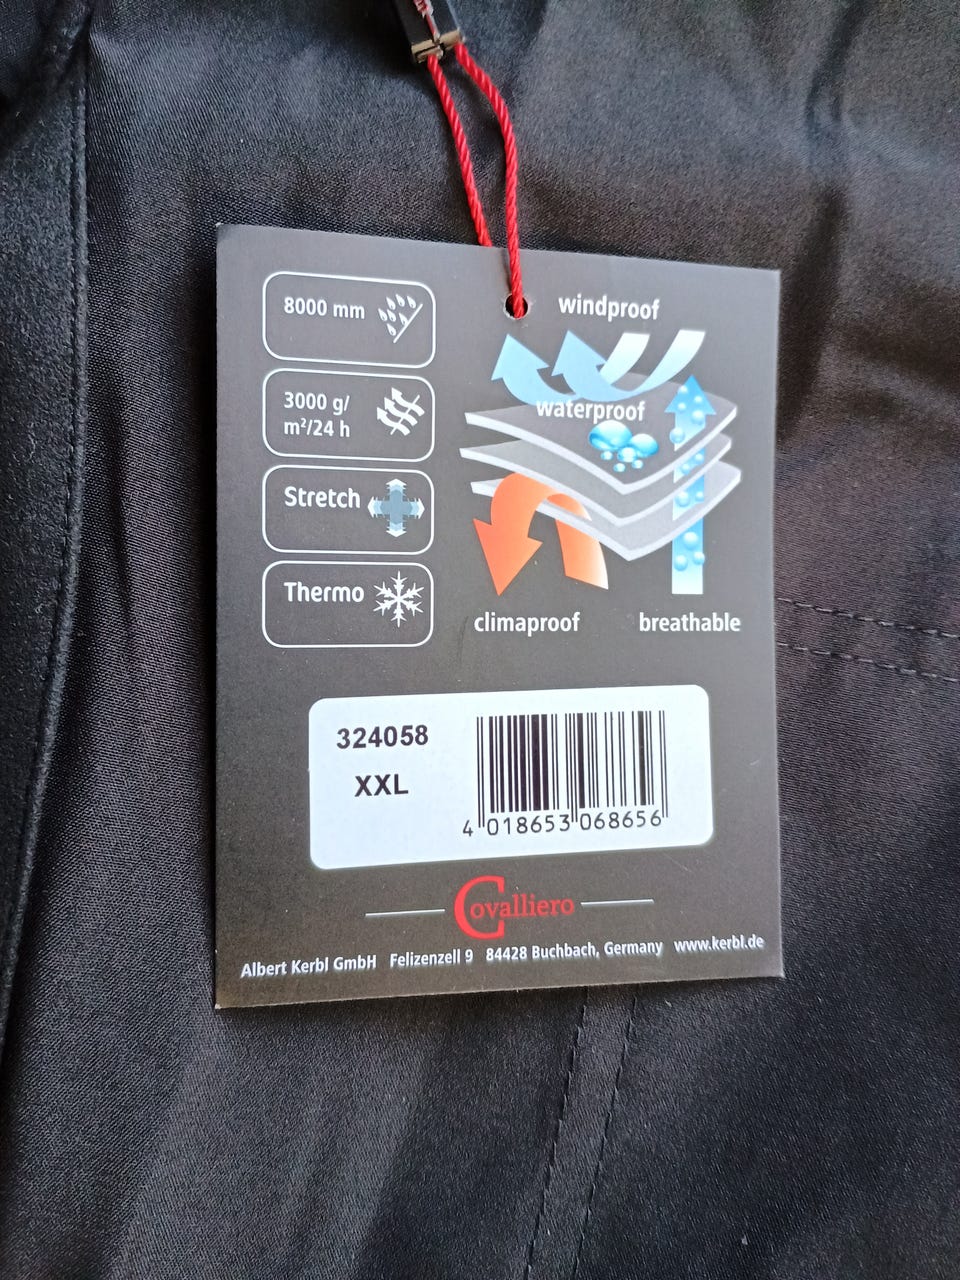 8000 mm
3000 g/
m²/24 h
Stretch
Thermo
windproof
waterproof
climaproof
breathable
324058
XXL
4 018653 068656
Covalliero
Albert Kerbl GmbH Felizenzell 9 84428 Buchbach, Germany www.kerbl.de